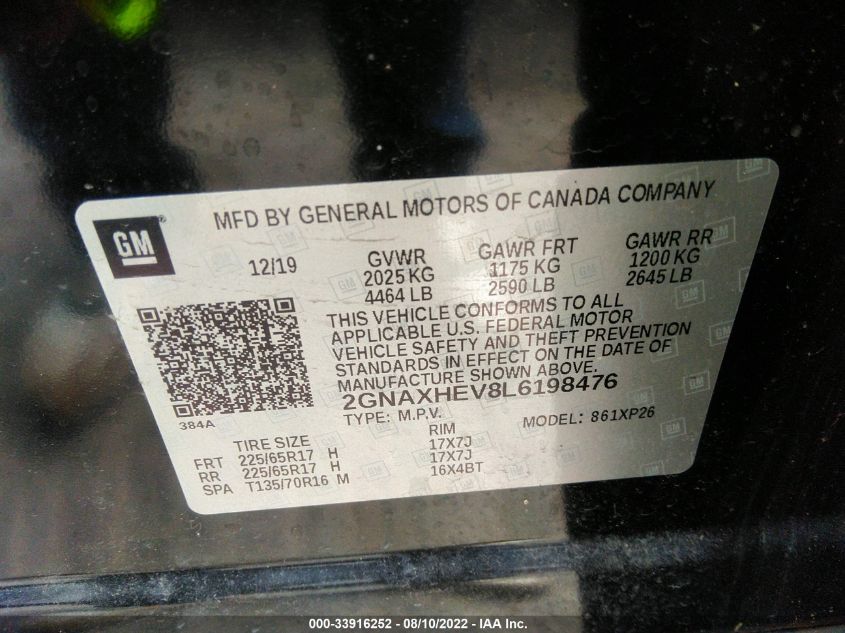 GM
®
MFD BY GENERAL MOTORS OF CANADA COMPANY
12/19
GVWR
2025 KG
4464 LB
GAWR FRT
1175 KG
2590 LB
GAWR RR
1200 KG
2645 LB
THIS VEHICLE CONFORMS TO ALL
APPLICABLE U.S. FEDERAL MOTOR
VEHICLE SAFETY AND THEFT PREVENTION
STANDARDS IN EFFECT ON THE DATE OF
MANUFACTURE SHOWN ABOVE.
2GNAXHEV8L6198476
TYPE: M.P.V.
MODEL: 861XP26
384A
TIRE SIZE
RIM
FRT 225/65R17 H 17X7J
RR 225/65R17 H 17X7J
SPA T135/70R16 M 16X4BT
000-33916252 - 08/10/2022 - IAA Inc.